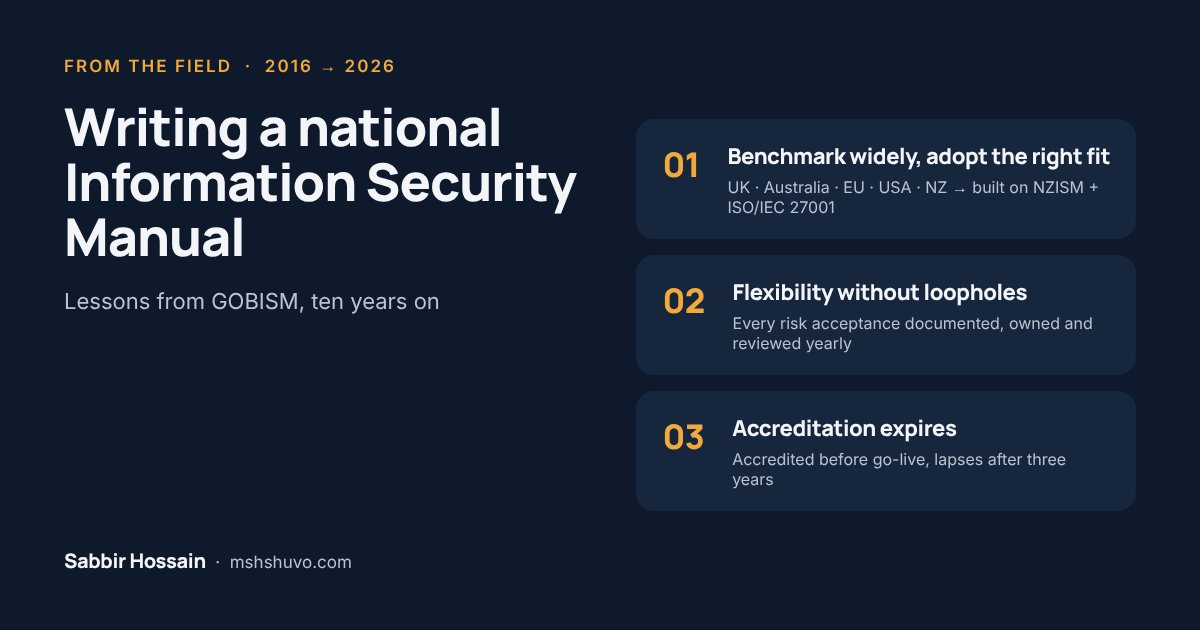 FROM THE FIELD · 2016 → 2026
Writing a national
Information Security
Manual
Lessons from GOBISM, ten years on
01
Benchmark widely, adopt the right fit
UK · Australia · EU · USA · NZ → built on NZISM +
ISO/IEC 27001
02
Flexibility without loopholes
Every risk acceptance documented, owned and
reviewed yearly
03
Accreditation expires
Accredited before go-live, lapses after three
years
Sabbir Hossain · mshshuvo.com